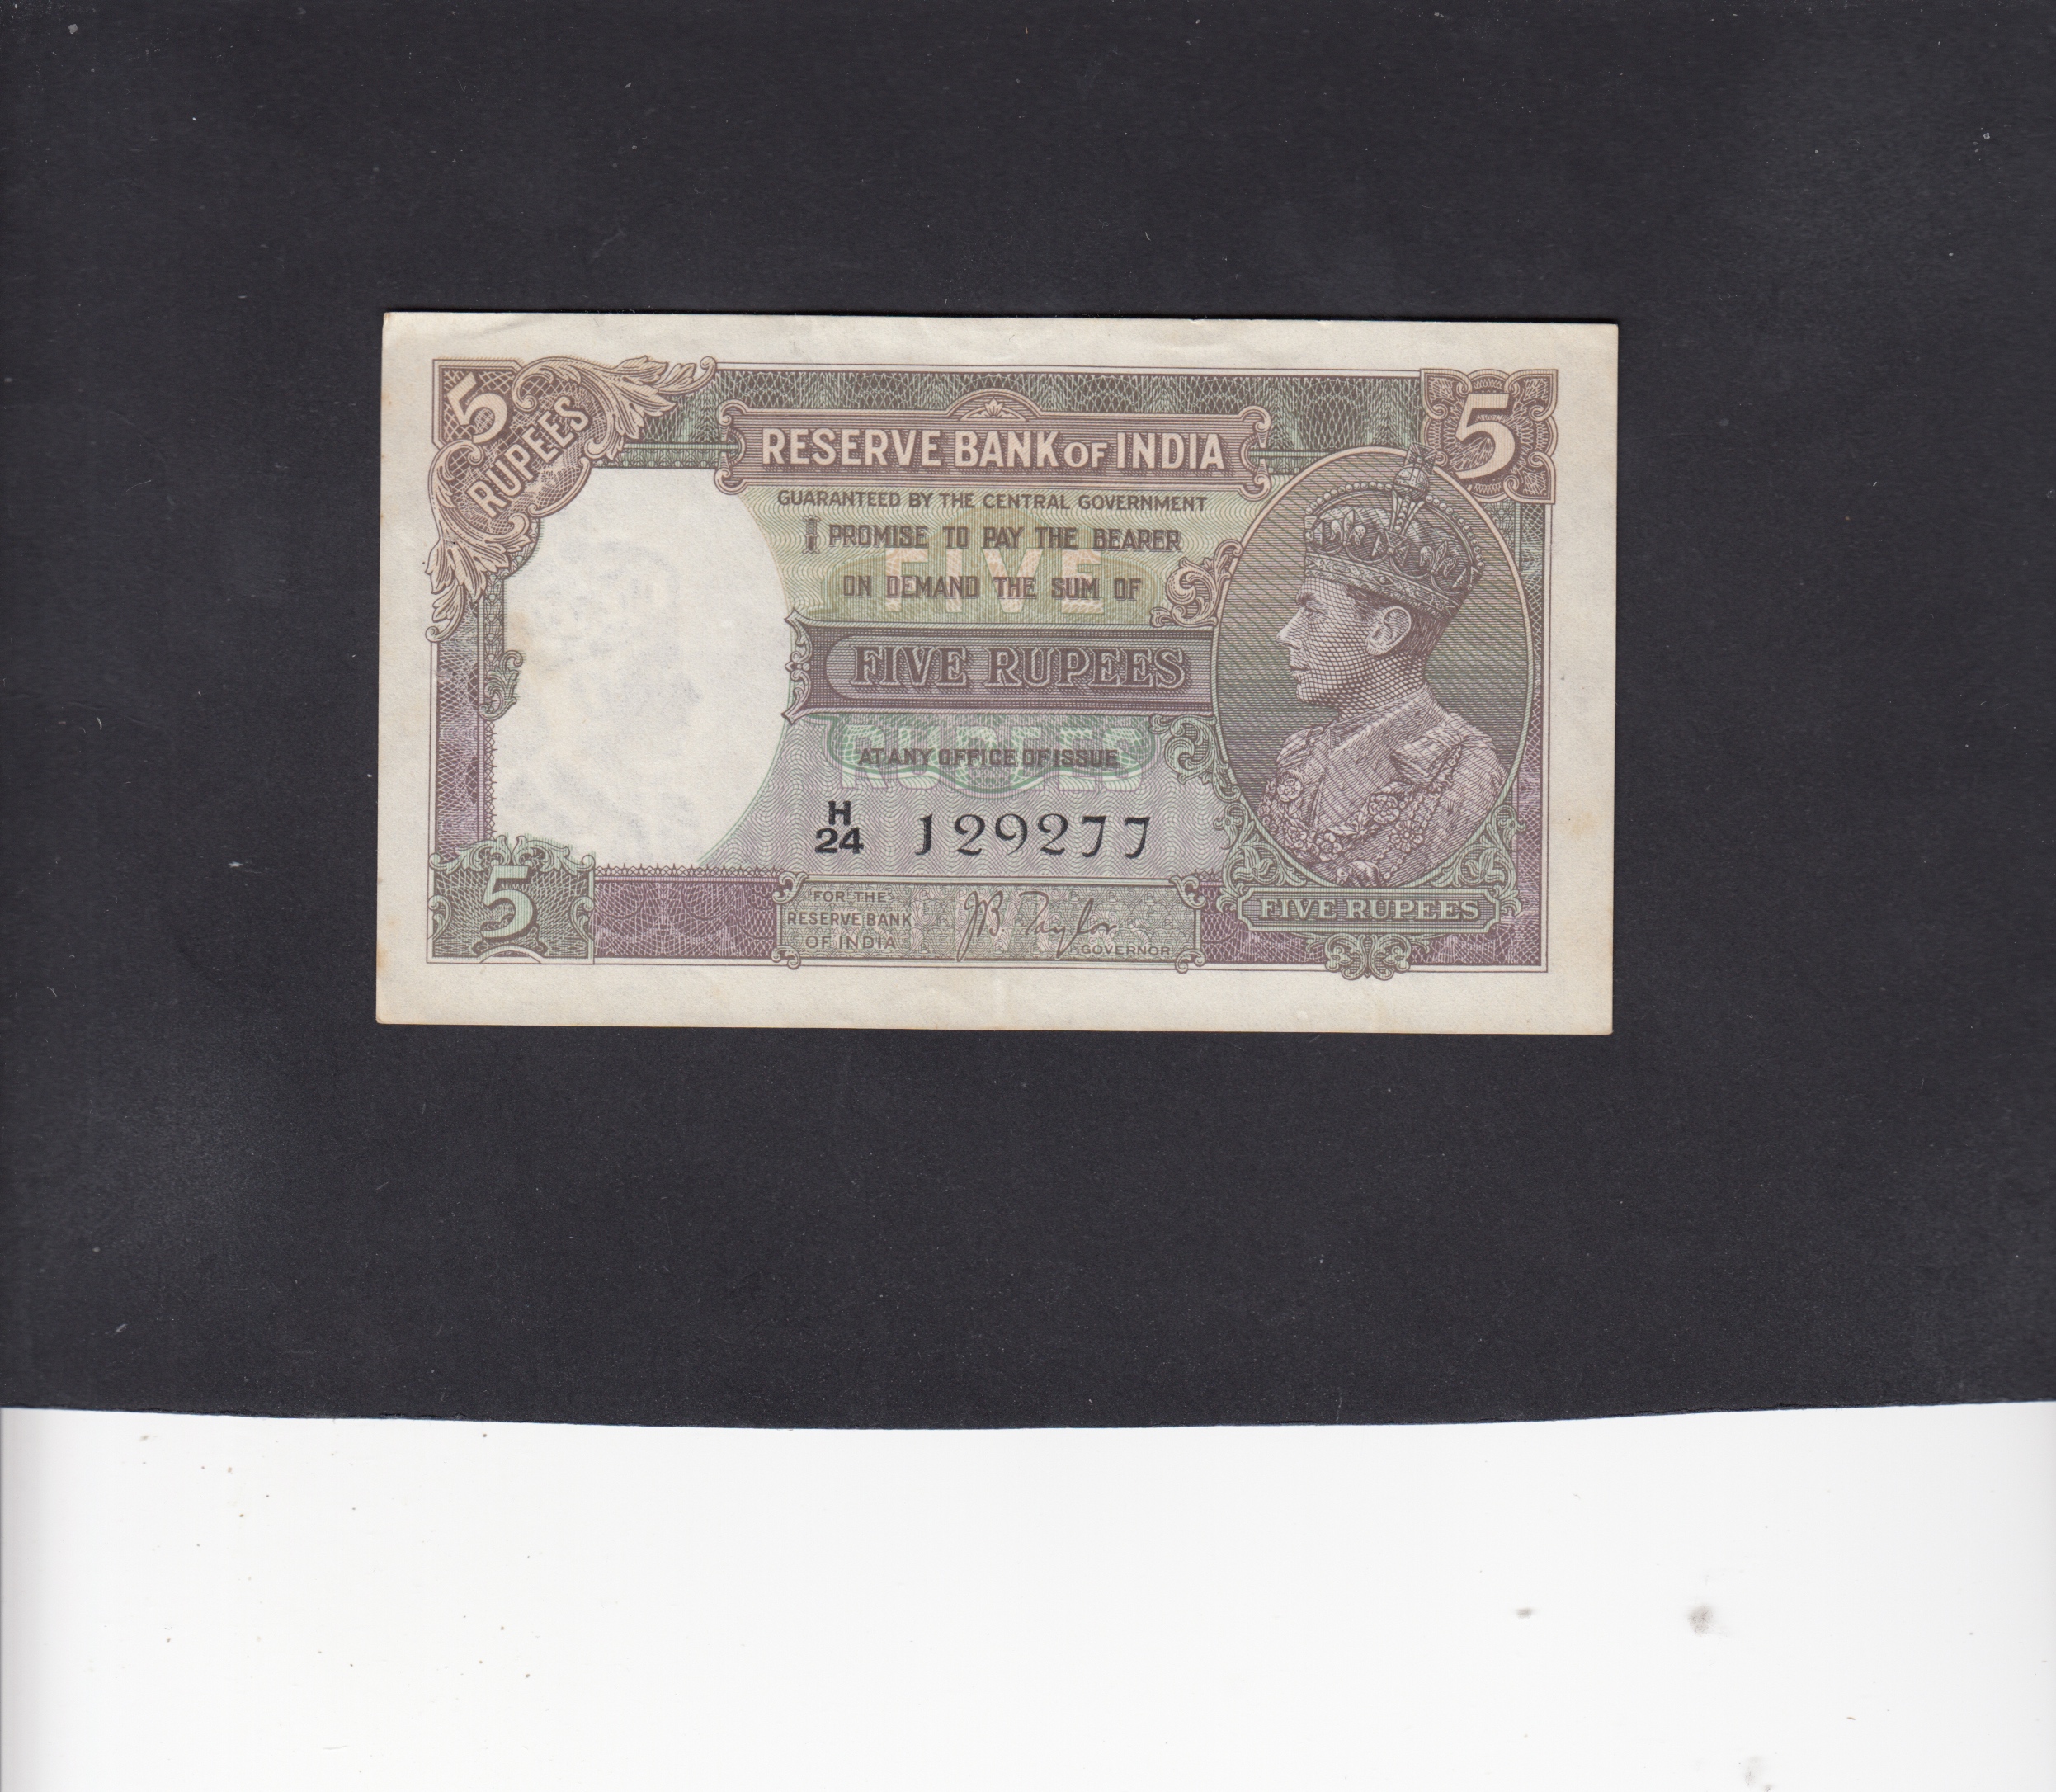 5
RUPEES
5
RESERVE BANK OF INDIA
GUARANTEED BY THE CENTRAL GOVERNMENT
I PROMISE TO PAY THE BEARER
FIVE
ON DEMAND THE SUM OF
FIVE RUPEES
RUPEES
AT ANY OFFICE OF ISSUE
H
24 129277
5
FOR THE
RESERVE BANK
OF INDIA
J.B. Taylor
GOVERNOR
FIVE RUPEES